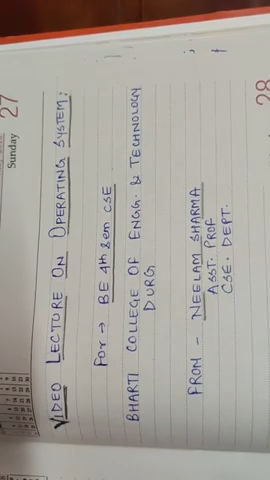 Sunday 27
VIDEO LECTURE ON OPERATING SYSTEM:
For → BE 4th Sem CSE
BHARTI COLLEGE OF ENGG. & TECHNOLOGY
DURG
FROM - NEELAM SHARMA
ASST. PROF
CSE. DEPT.
28